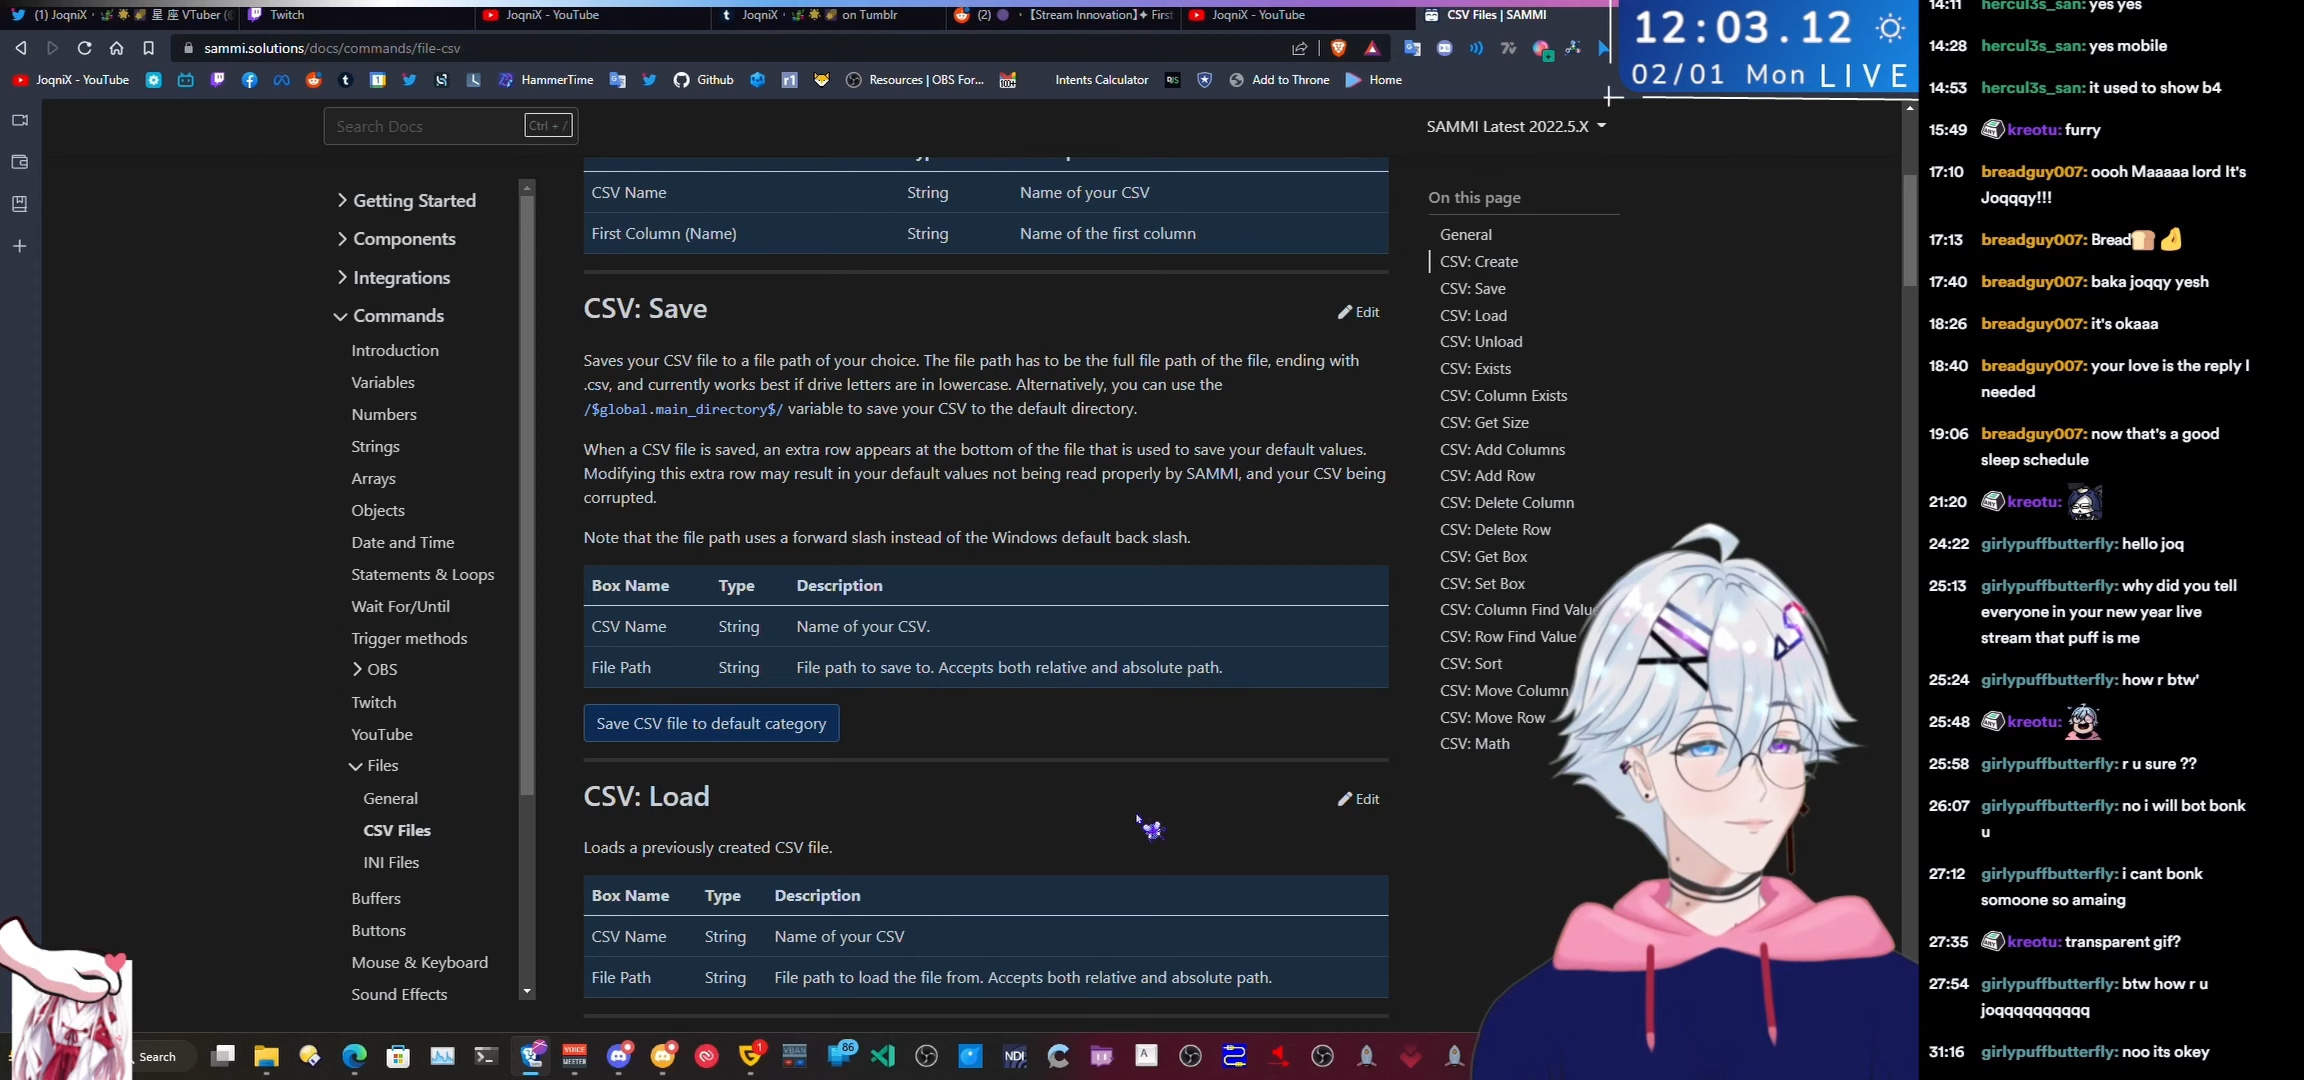 (1) JoqniX
座 VTuber
Twitch
JoqniX - YouTube
JoqniX
on Tumblr
(2)
【Stream Innovation】✦ First
JoqniX - YouTube
CSV Files | SAMMI
sammi.solutions/docs/commands/file-csv
JoqniX - YouTube
HammerTime
Github
Resources | OBS For...
Intents Calculator
Add to Throne
Home
Search Docs
Ctrl + /
SAMMI Latest 2022.5.X
Getting Started
Components
Integrations
Commands
Introduction
Variables
Numbers
Strings
Arrays
Objects
Date and Time
Statements & Loops
Wait For/Until
Trigger methods
OBS
Twitch
YouTube
Files
General
CSV Files
INI Files
Buffers
Buttons
Mouse & Keyboard
Sound Effects
CSV Name String Name of your CSV
First Column (Name) String Name of the first column
CSV: Save
Edit
Saves your CSV file to a file path of your choice. The file path has to be the full file path of the file, ending with
.csv, and currently works best if drive letters are in lowercase. Alternatively, you can use the
/$global.main_directory$/ variable to save your CSV to the default directory.
When a CSV file is saved, an extra row appears at the bottom of the file that is used to save your default values.
Modifying this extra row may result in your default values not being read properly by SAMMI, and your CSV being
corrupted.
Note that the file path uses a forward slash instead of the Windows default back slash.
Box Name Type Description
CSV Name String Name of your CSV.
File Path String File path to save to. Accepts both relative and absolute path.
Save CSV file to default category
CSV: Load
Edit
Loads a previously created CSV file.
Box Name Type Description
CSV Name String Name of your CSV
File Path String File path to load the file from. Accepts both relative and absolute path.
On this page
General
CSV: Create
CSV: Save
CSV: Load
CSV: Unload
CSV: Exists
CSV: Column Exists
CSV: Get Size
CSV: Add Columns
CSV: Add Row
CSV: Delete Column
CSV: Delete Row
CSV: Get Box
CSV: Set Box
CSV: Column Find Valu
CSV: Row Find Value
CSV: Sort
CSV: Move Column
CSV: Move Row
CSV: Math
12:03.12
02/01 Mon LIVE
14:11 hercul3s_san: yes yes
14:28 hercul3s_san: yes mobile
14:53 hercul3s_san: it used to show b4
15:49 kreotu: furry
17:10 breadguy007: oooh Maaaaa lord It's
Joqqqy!!!
17:13 breadguy007: Bread
17:40 breadguy007: baka joqqy yesh
18:26 breadguy007: it's okaaa
18:40 breadguy007: your love is the reply I
needed
19:06 breadguy007: now that's a good
sleep schedule
21:20 kreotu:
24:22 girlypuffbutterfly: hello joq
25:13 girlypuffbutterfly: why did you tell
everyone in your new year live
stream that puff is me
25:24 girlypuffbutterfly: how r btw'
25:48 kreotu:
25:58 girlypuffbutterfly: r u sure ??
26:07 girlypuffbutterfly: no i will bot bonk
u
27:12 girlypuffbutterfly: i cant bonk
somoone so amaing
27:35 kreotu: transparent gif?
27:54 girlypuffbutterfly: btw how r u
joqqqqqqqqqq
31:16 girlypuffbutterfly: noo its okey
Search
VOICE
MEETER
1
VBAN
86
NDI
A